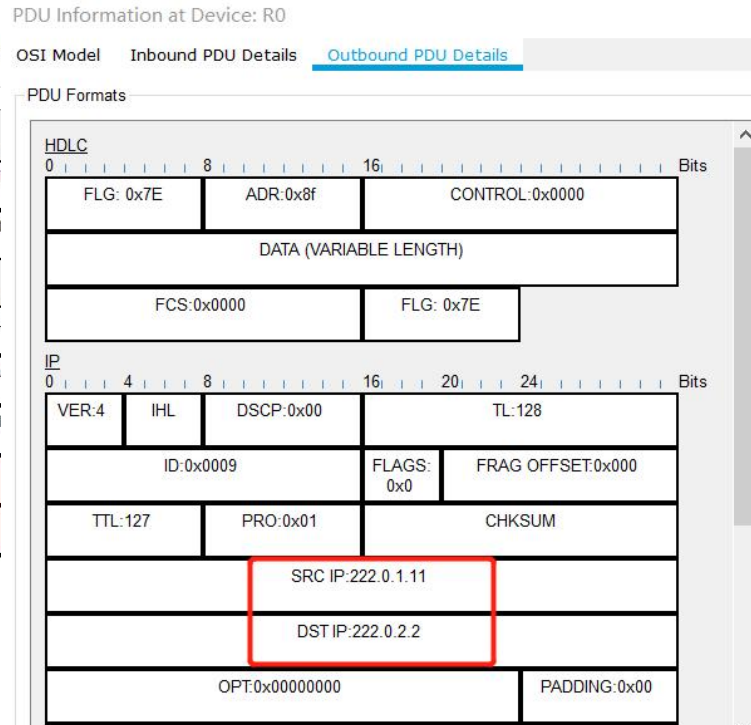 PDU Information at Device: R0
OSI Model Inbound PDU Details Outbound PDU Details
PDU Formats
HDLC
0 8 16 Bits
FLG: 0x7E ADR:0x8f CONTROL:0x0000
DATA (VARIABLE LENGTH)
FCS:0x0000 FLG: 0x7E
IP
0 4 8 16 20 24 Bits
VER:4 IHL DSCP:0x00 TL:128
ID:0x0009 FLAGS: 0x0 FRAG OFFSET:0x000
TTL:127 PRO:0x01 CHKSUM
SRC IP:222.0.1.11
DST IP:222.0.2.2
OPT:0x00000000 PADDING:0x00